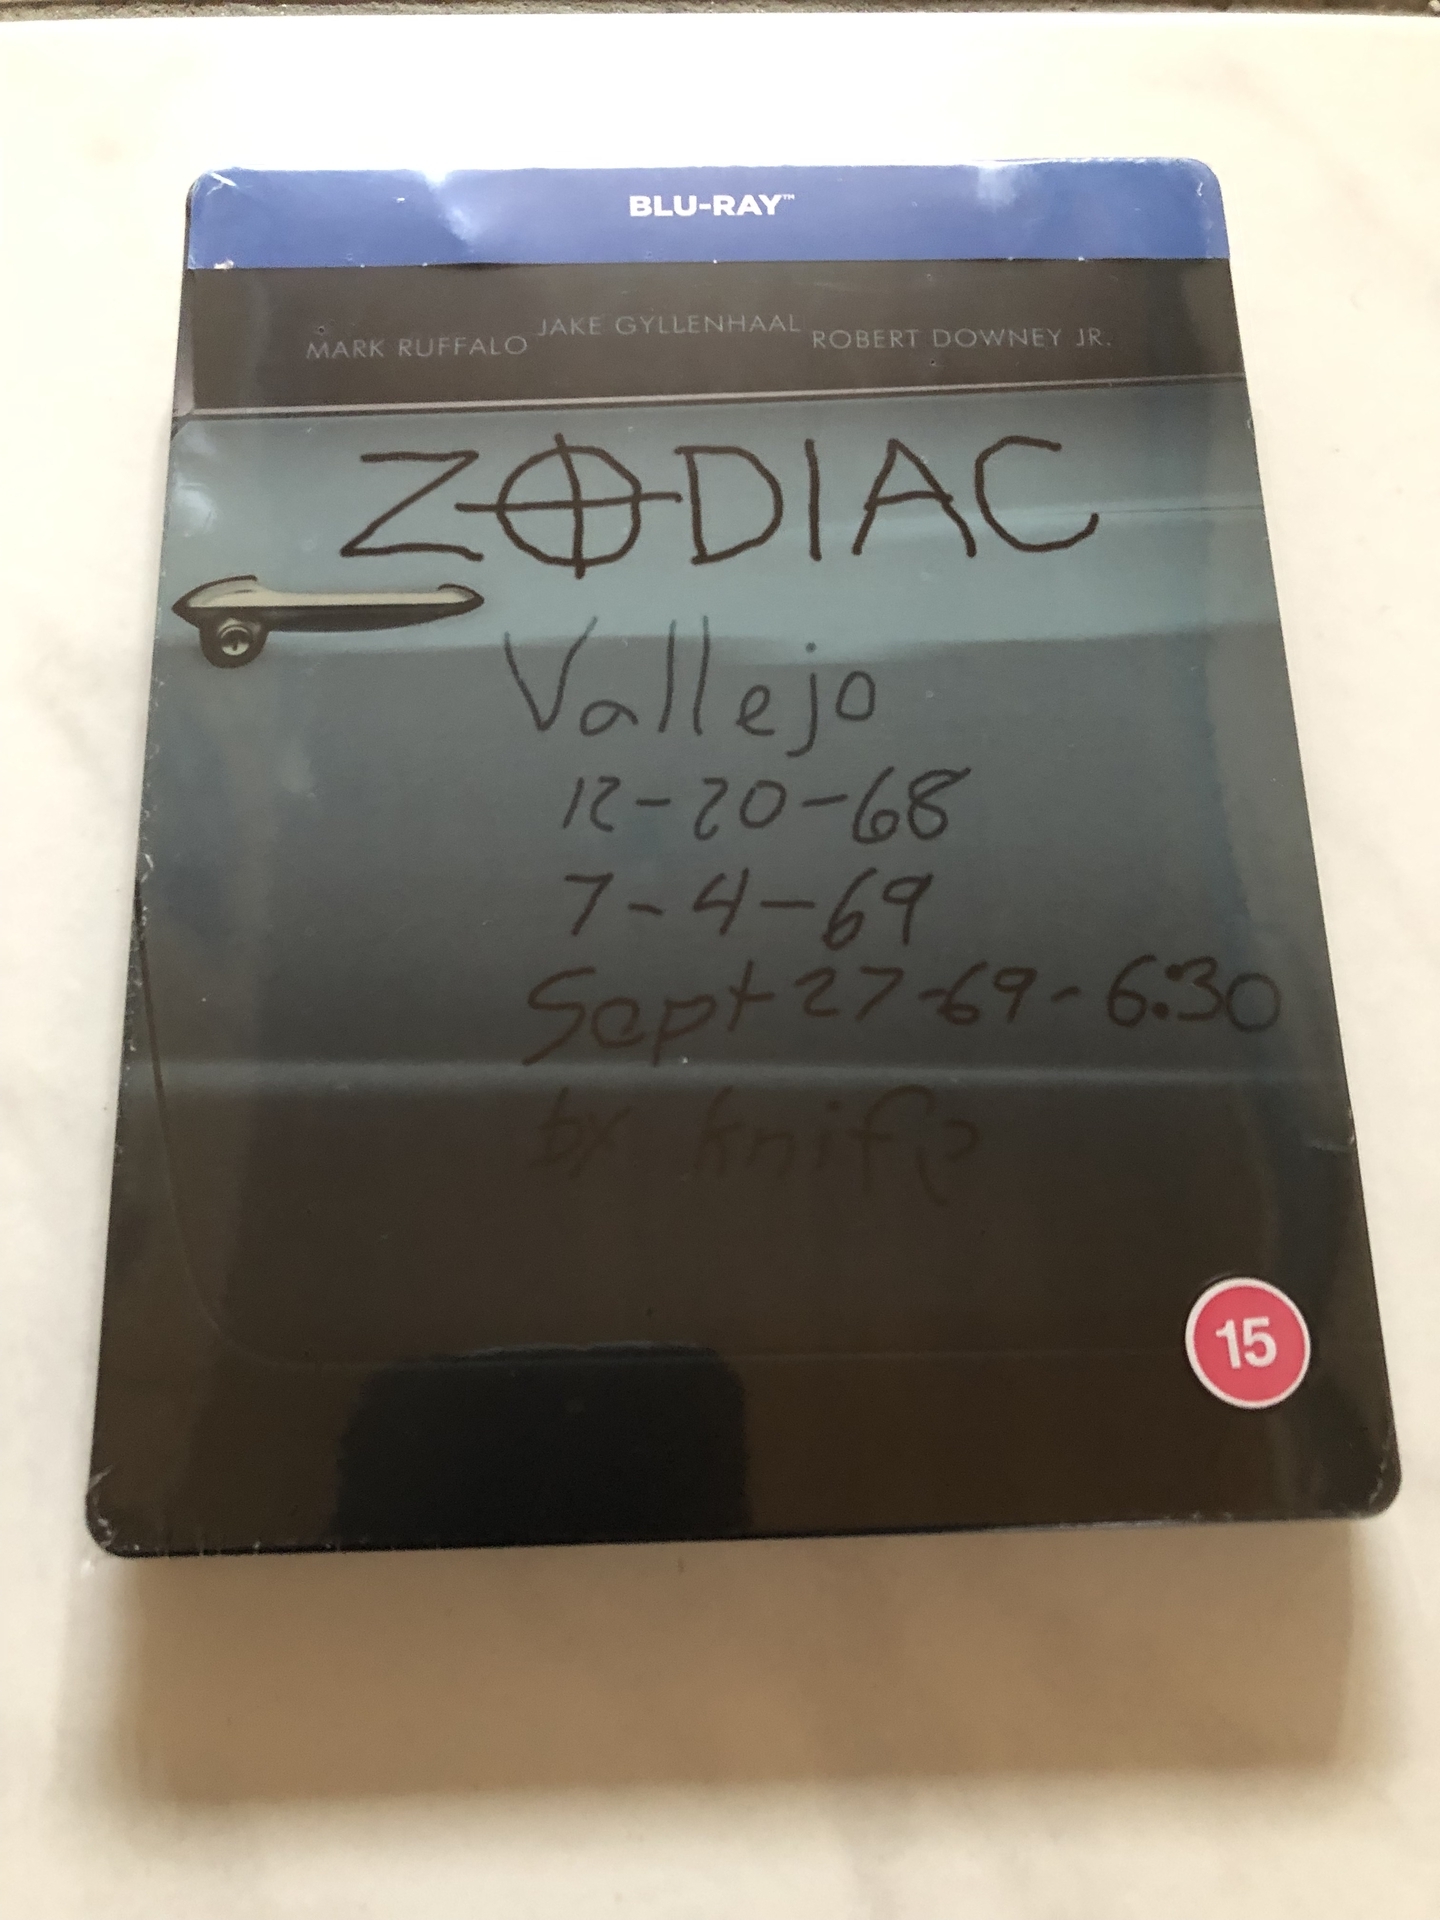 BLU-RAY™
MARK RUFFALO JAKE GYLLENHAAL ROBERT DOWNEY JR.
ZODIAC
Vallejo
12-20-68
7-4-69
Sept 27-69-6:30
by knife
15